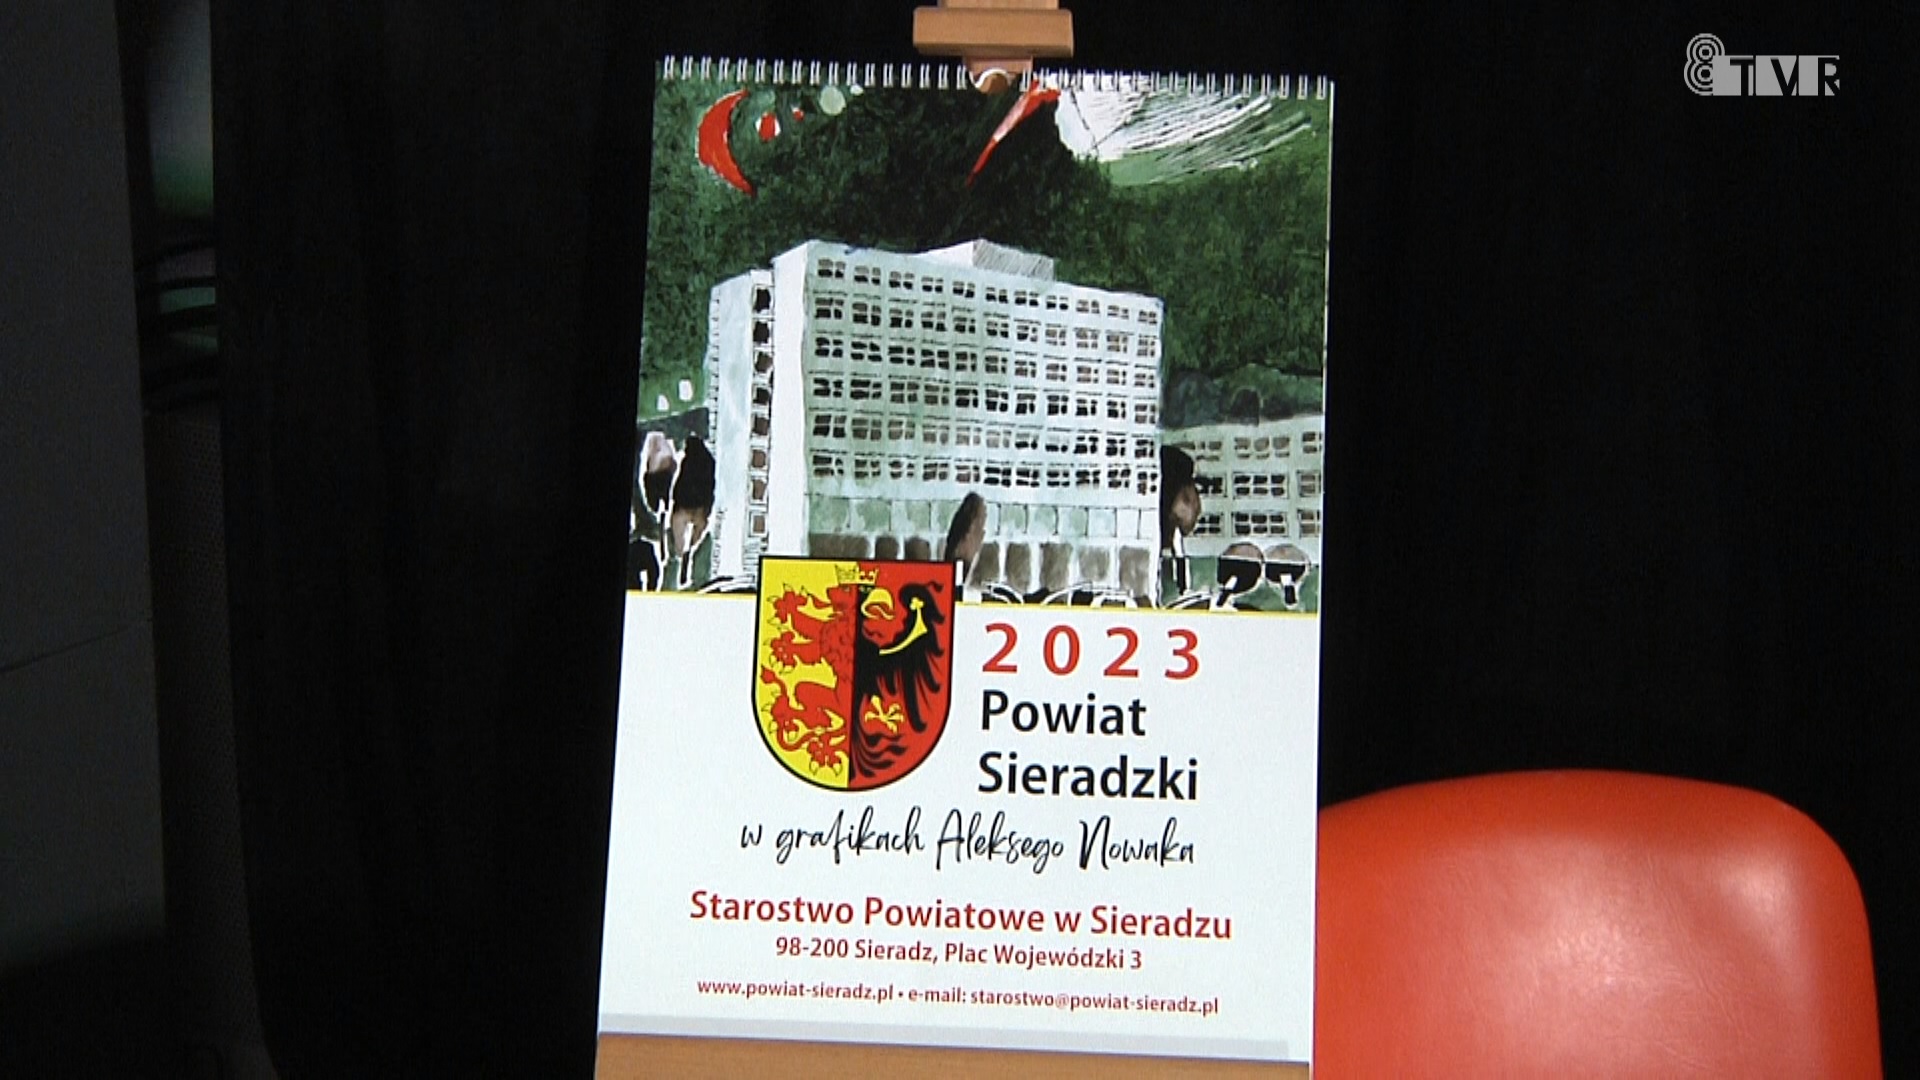 8TVR
2023
Powiat
Sieradzki
w grafikach Aleksego Nowaka
Starostwo Powiatowe w Sieradzu
98-200 Sieradz, Plac Wojewódzki 3
www.powiat-sieradz.pl • e-mail: starostwo@powiat-sieradz.pl